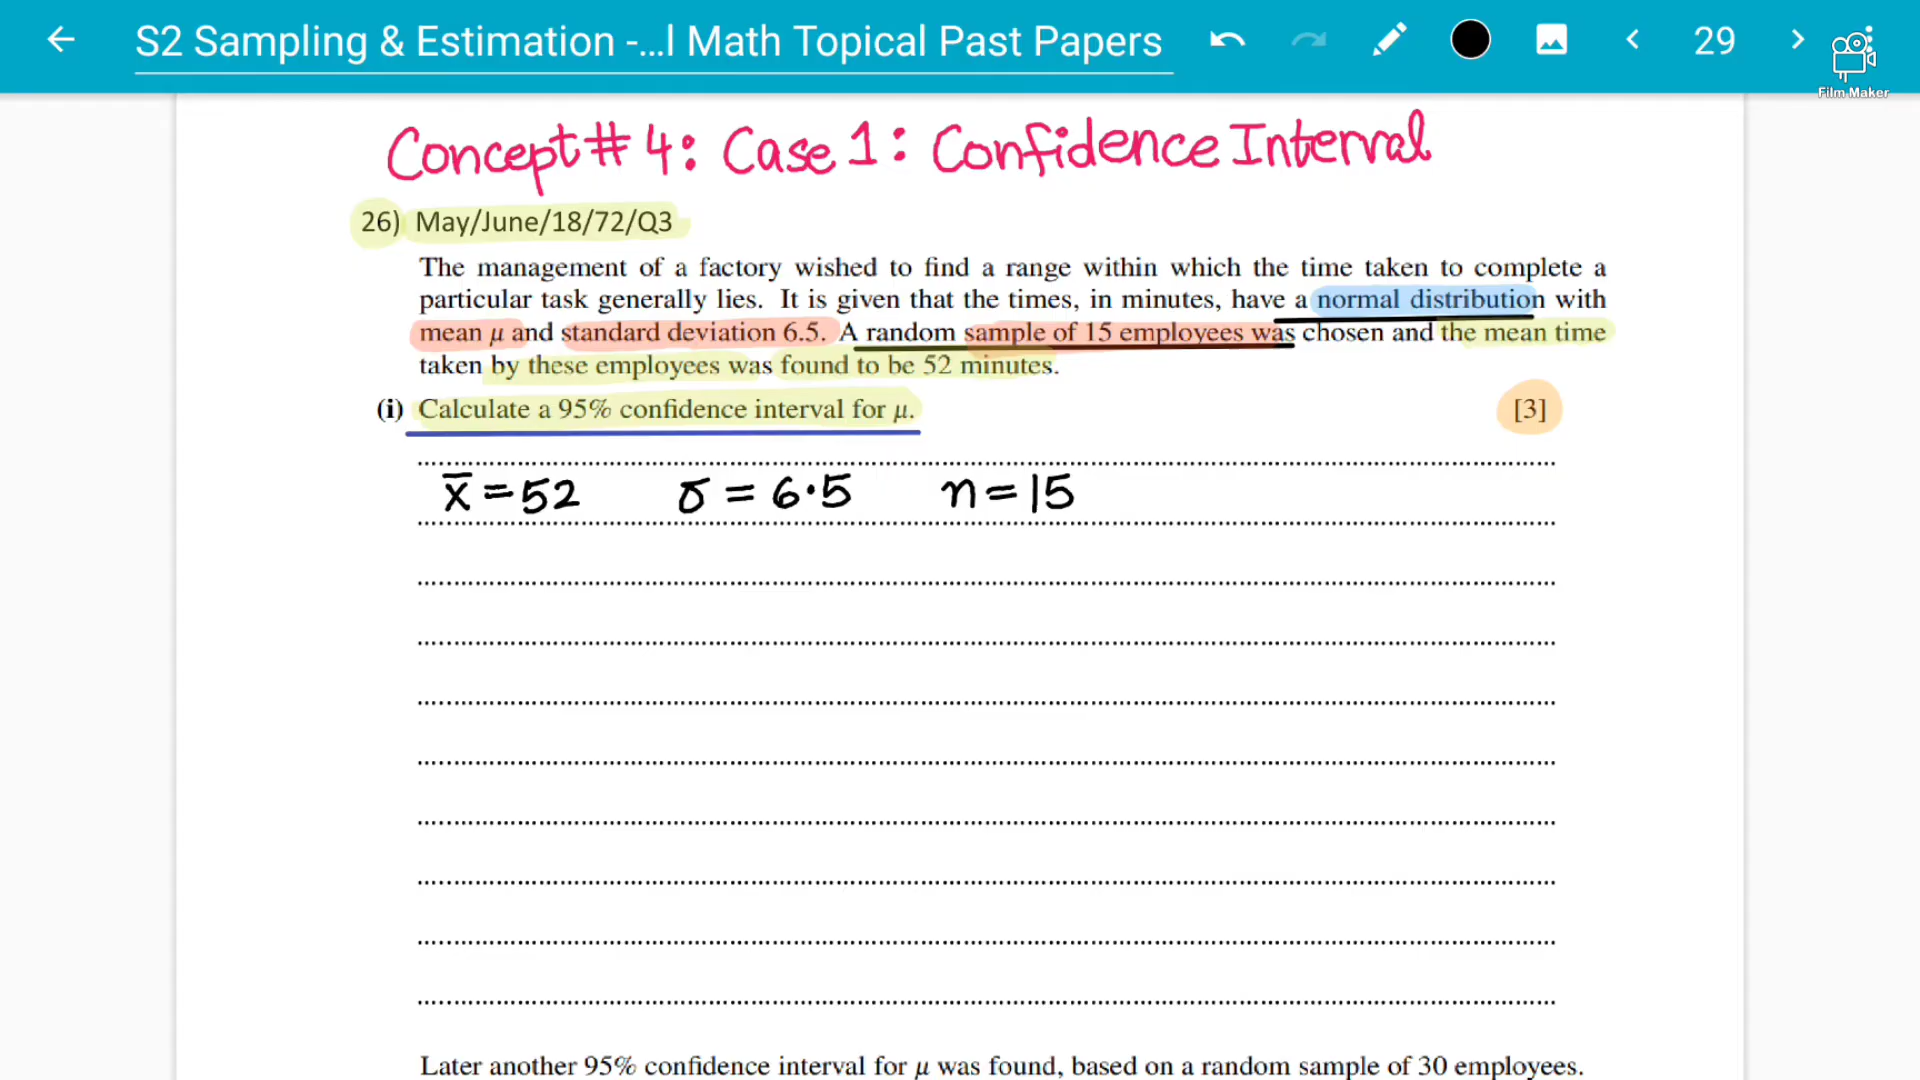 S2 Sampling & Estimation -...l Math Topical Past Papers 29
Film Maker
Concept# 4: Case 1: Confidence Interval
26) May/June/18/72/Q3
The management of a factory wished to find a range within which the time taken to complete a
particular task generally lies. It is given that the times, in minutes, have a normal distribution with
mean μ and standard deviation 6.5. A random sample of 15 employees was chosen and the mean time
taken by these employees was found to be 52 minutes.
(i) Calculate a 95% confidence interval for μ. [3]
x̄ = 52 σ = 6.5 n = 15
Later another 95% confidence interval for μ was found, based on a random sample of 30 employees.